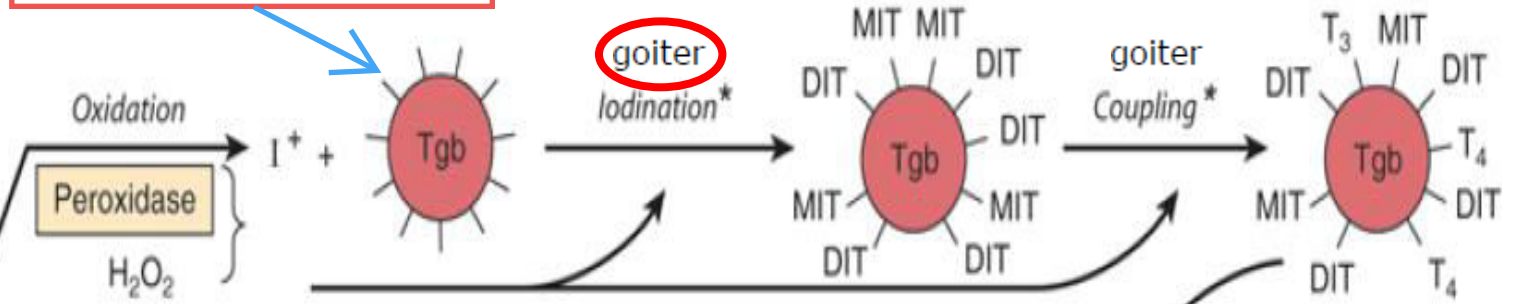 Oxidation
Peroxidase
H₂O₂
I⁺ +
Tgb
goiter
Iodination*
MIT MIT
DIT
DIT
DIT
Tgb
MIT
MIT
DIT
DIT
goiter
Coupling*
T₃ MIT
DIT
DIT
Tgb
T₄
MIT
DIT
DIT
T₄